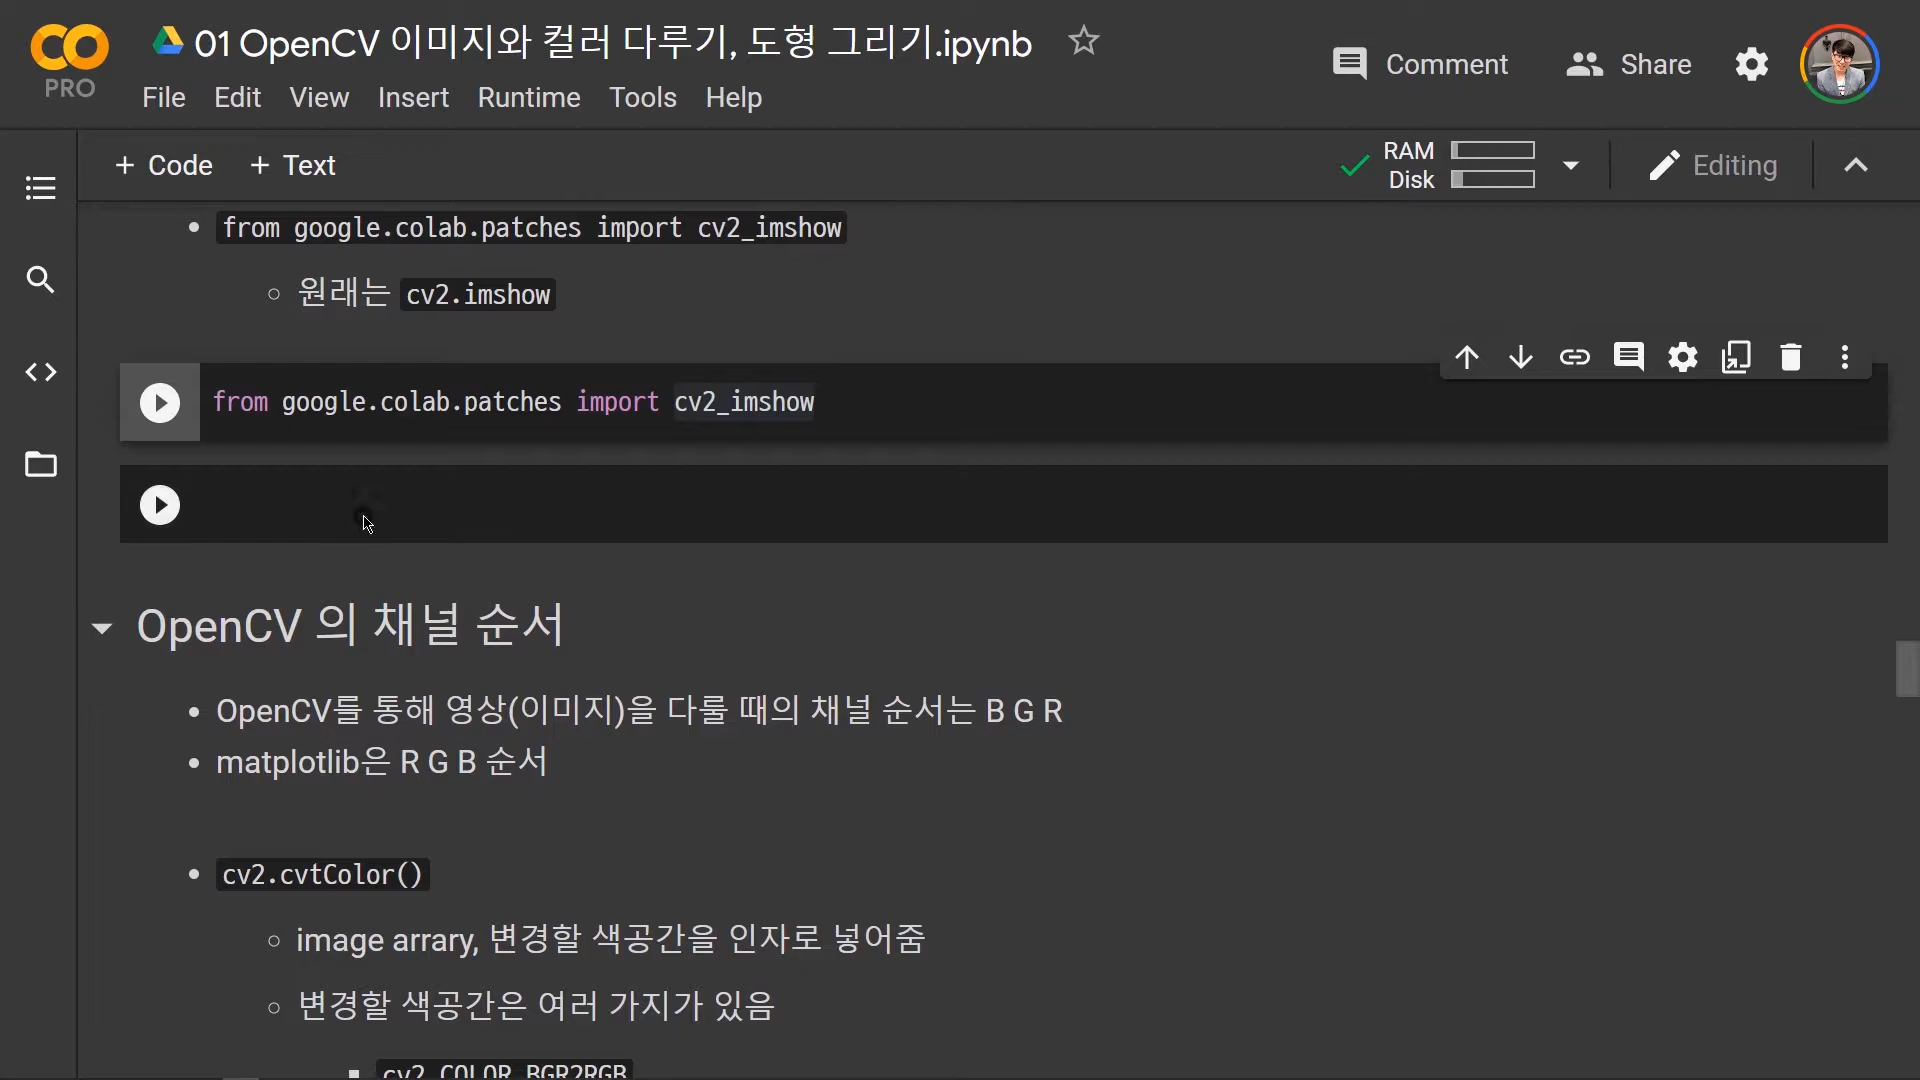 01 OpenCV 이미지와 컬러 다루기, 도형 그리기.ipynb
Comment
Share
PRO
File Edit View Insert Runtime Tools Help
+ Code + Text
RAM
Disk
Editing
from google.colab.patches import cv2_imshow
원래는 cv2.imshow
from google.colab.patches import cv2_imshow
OpenCV 의 채널 순서
OpenCV를 통해 영상(이미지)을 다룰 때의 채널 순서는 B G R
matplotlib은 R G B 순서
cv2.cvtColor()
image arrary, 변경할 색공간을 인자로 넣어줌
변경할 색공간은 여러 가지가 있음
cv2.COLOR_BGR2RGB